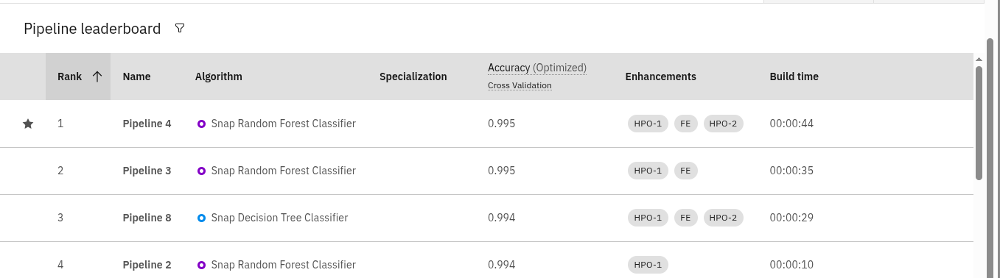 Pipeline leaderboard
Rank Name Algorithm Specialization Accuracy (Optimized) Enhancements Build time
Cross Validation
1 Pipeline 4 Snap Random Forest Classifier 0.995 HPO-1 FE HPO-2 00:00:44
2 Pipeline 3 Snap Random Forest Classifier 0.995 HPO-1 FE 00:00:35
3 Pipeline 8 Snap Decision Tree Classifier 0.994 HPO-1 FE HPO-2 00:00:29
4 Pipeline 2 Snap Random Forest Classifier 0.994 HPO-1 00:00:10